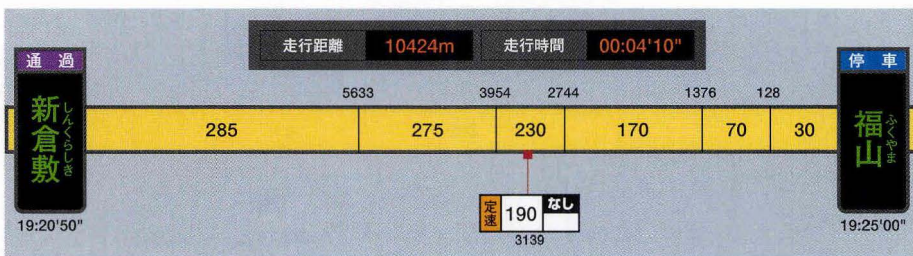 走行距離 10424m 走行時間 00:04'10"
通過
新倉敷
しんくらしき
19:20'50"
5633 3954 2744 1376 128
285 275 230 170 70 30
定速 190 なし
3139
停車
福山
ふくやま
19:25'00"